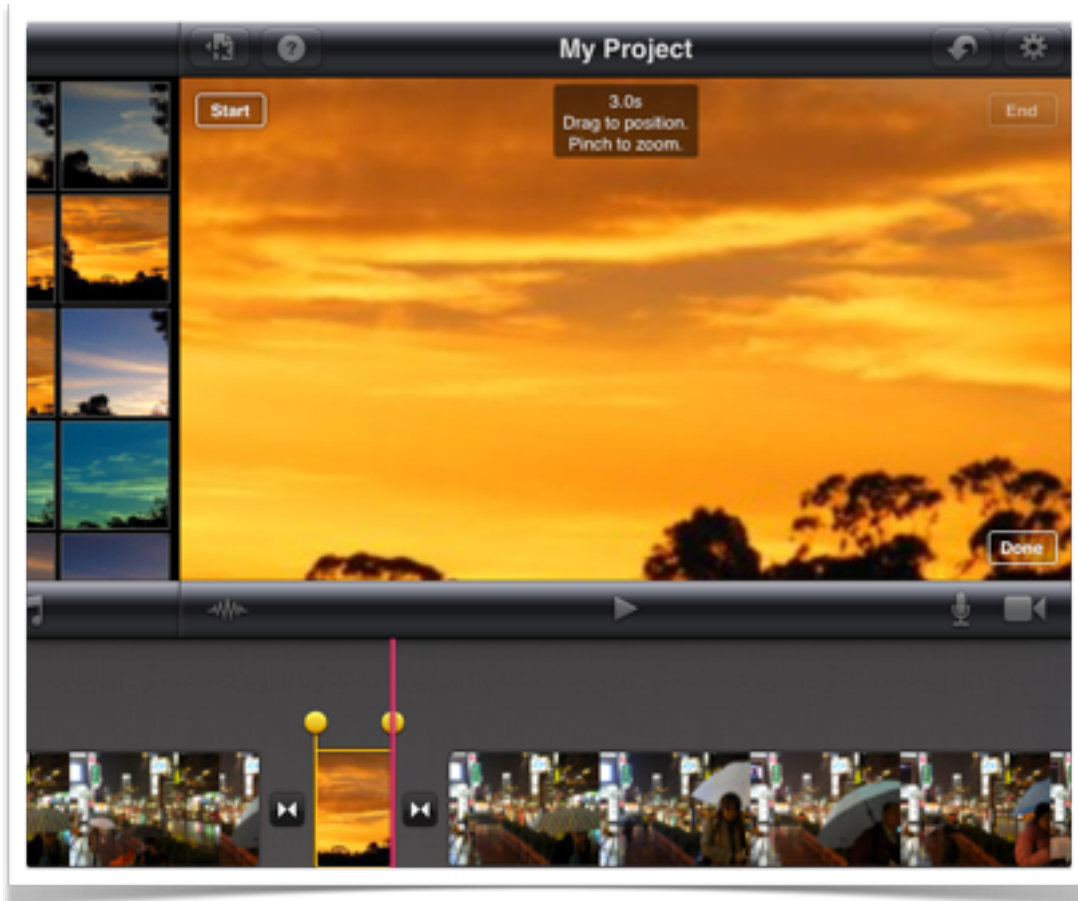 My Project
Start
3.0s
Drag to position.
Pinch to zoom.
End
Done